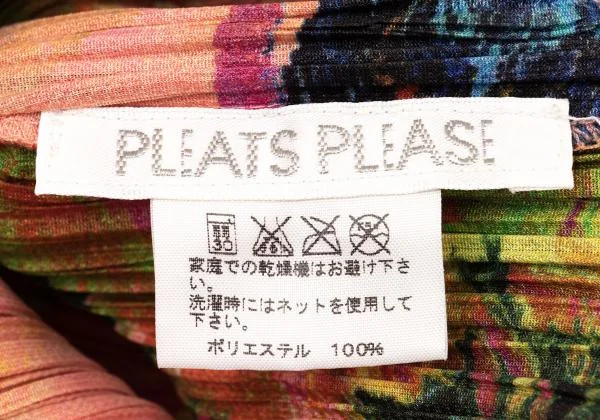 PLEATS PLEASE
弱
30
家庭での乾燥機はお避け下さ
い。
洗濯時にはネットを使用して
下さい。
ポリエステル 100%